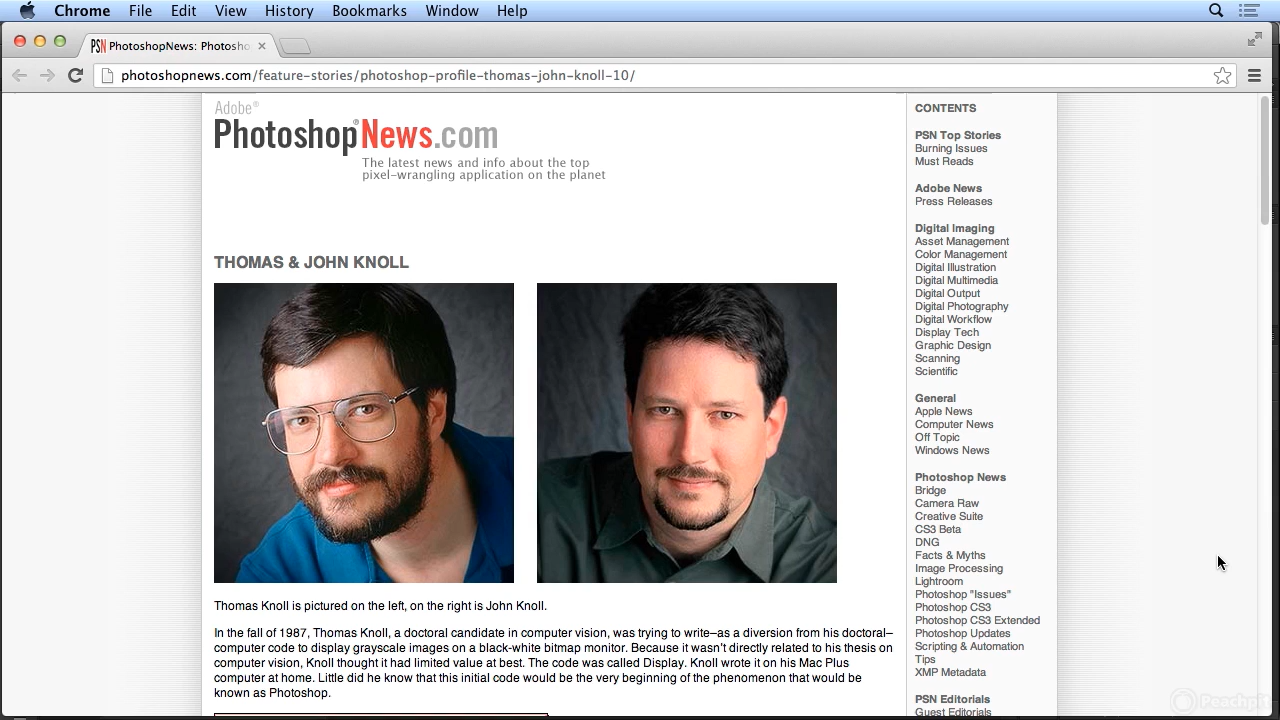 Chrome File Edit View History Bookmarks Window Help
PSN PhotoshopNews: Photosho
photoshopnews.com/feature-stories/photoshop-profile-thomas-john-knoll-10/
Adobe®
Photoshop®News.com
The latest news and info about the top
pixel-wrangling application on the planet
THOMAS & JOHN KNOLL
Thomas Knoll is pictured on the left, on the right is John Knoll.
In the fall of 1987, Thomas Knoll, a doctoral candidate in computer vision, was trying to write–as a diversion from his doctoral–
computer code to display greyscale images on a black-white bitmap monitor. Because it wasn't directly related to his thesis on
computer vision, Knoll thought it had limited value at best. The code was called Display. Knoll wrote it on his Mac Plus
computer at home. Little did he know that this initial code would be the very beginning of the phenomenon that would be
known as Photoshop.
CONTENTS
PSN Top Stories
Burning Issues
Must Reads
Adobe News
Press Releases
Digital Imaging
Asset Management
Color Management
Digital Illustration
Digital Multimedia
Digital Output
Digital Photography
Digital Workflow
Display Tech
Graphic Design
Scanning
Scientific
General
Apple News
Computer News
Off Topic
Windows News
Photoshop News
Bridge
Camera Raw
Creative Suite
CS3 Beta
DNG
Facts & Myths
Image Processing
Lightroom
Photoshop "Issues"
Photoshop CS3
Photoshop CS3 Extended
Photoshop Updates
Scripting & Automation
Tips
XMP Metadata
PSN Editorials
Guest Editorials
Peachpit